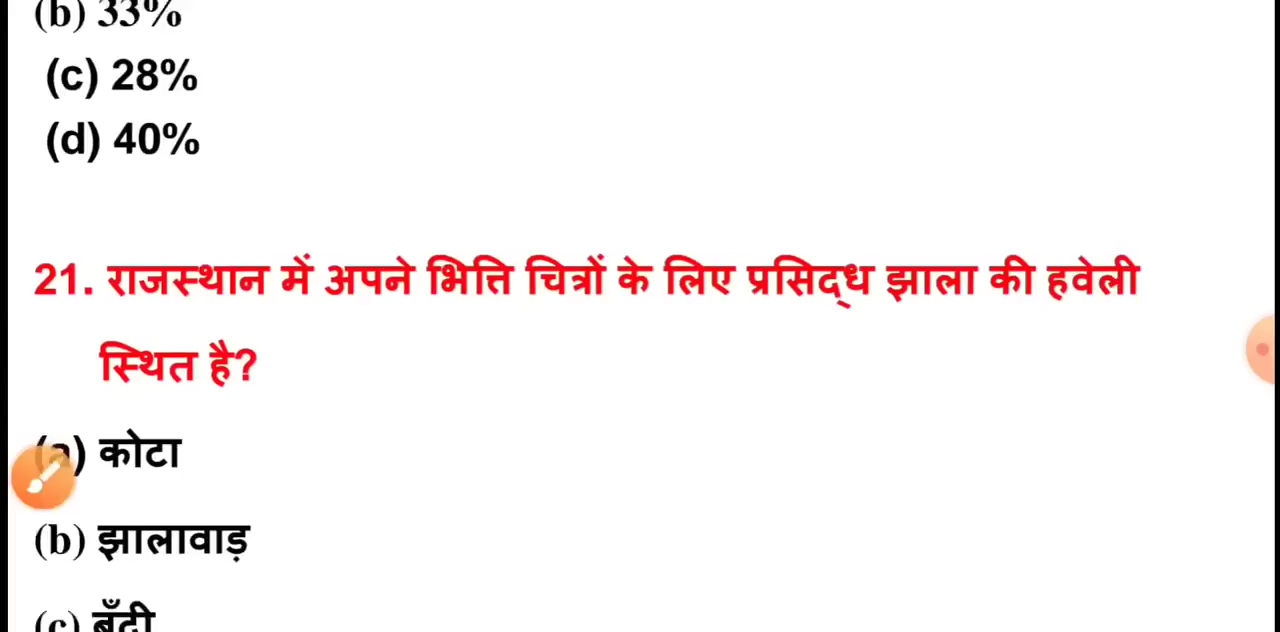 (b) 33%
(c) 28%
(d) 40%
21. राजस्थान में अपने भित्ति चित्रों के लिए प्रसिद्ध झाला की हवेली
स्थित है?
(a) कोटा
(b) झालावाड़
(c) बूँदी